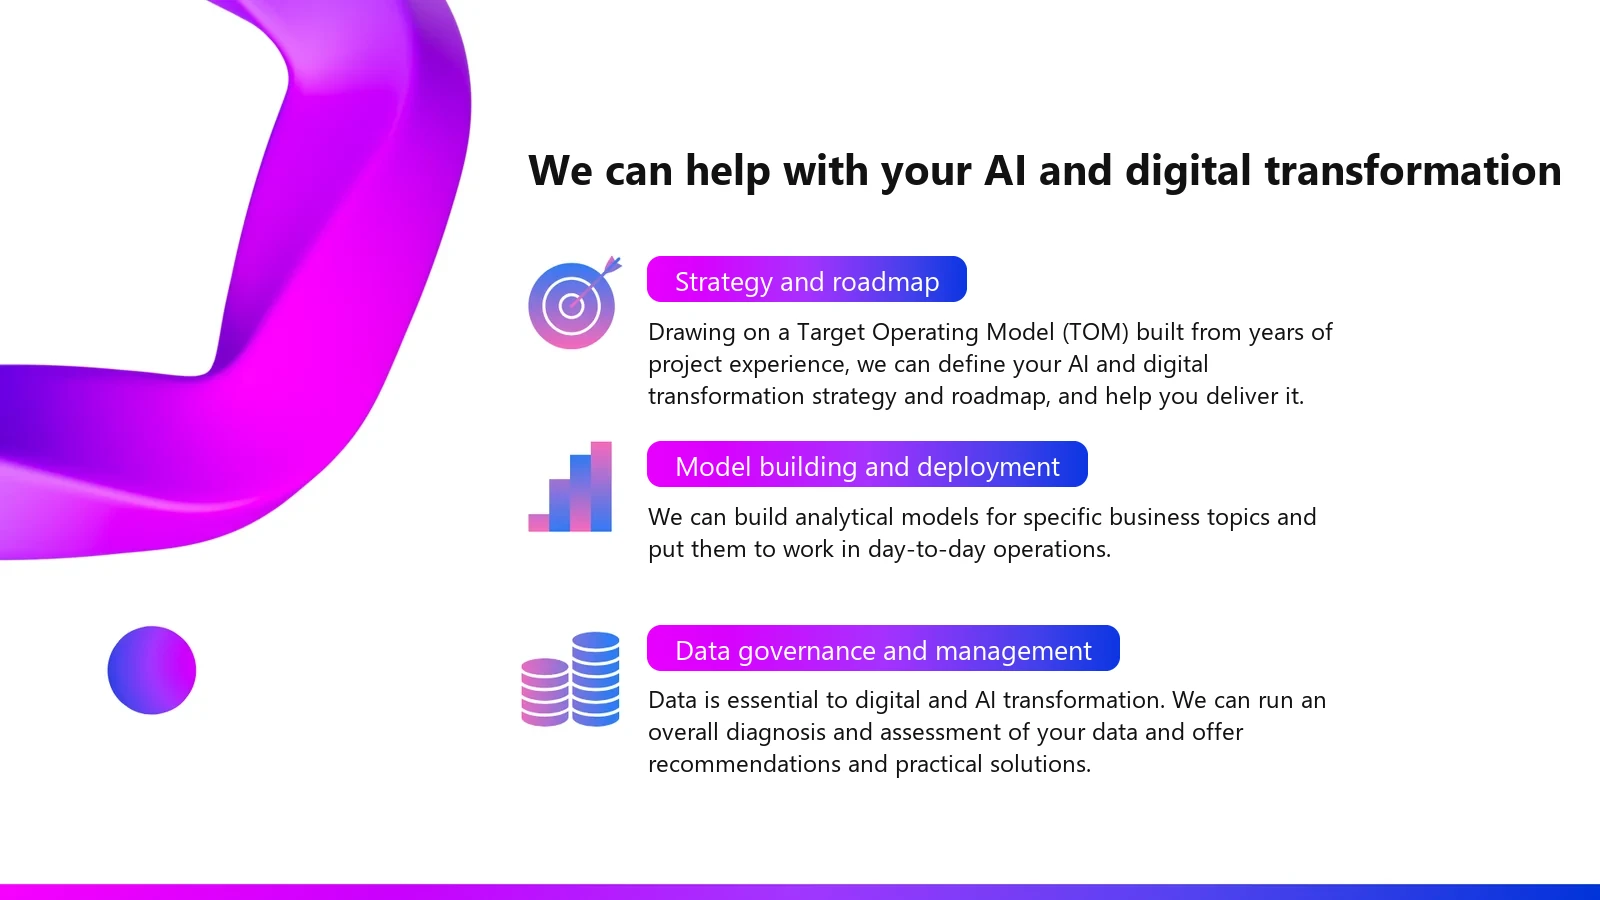 We can help with your AI and digital transformation
Strategy and roadmap
Drawing on a Target Operating Model (TOM) built from years of
project experience, we can define your AI and digital
transformation strategy and roadmap, and help you deliver it.
Model building and deployment
We can build analytical models for specific business topics and
put them to work in day-to-day operations.
Data governance and management
Data is essential to digital and AI transformation. We can run an
overall diagnosis and assessment of your data and offer
recommendations and practical solutions.